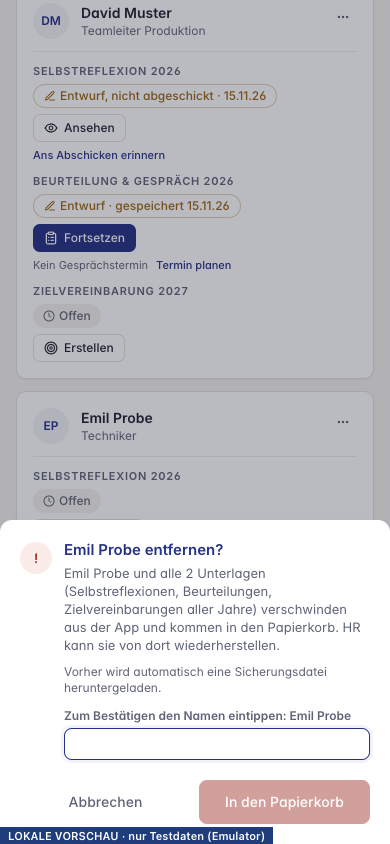 DM
David Muster
Teamleiter Produktion
SELBSTREFLEXION 2026
Entwurf, nicht abgeschickt · 15.11.26
Ansehen
Ans Abschicken erinnern
BEURTEILUNG & GESPRÄCH 2026
Entwurf · gespeichert 15.11.26
Fortsetzen
Kein Gesprächstermin Termin planen
ZIELVEREINBARUNG 2027
Offen
Erstellen
EP
Emil Probe
Techniker
SELBSTREFLEXION 2026
Offen
!
Emil Probe entfernen?
Emil Probe und alle 2 Unterlagen
(Selbstreflexionen, Beurteilungen,
Zielvereinbarungen aller Jahre) verschwinden
aus der App und kommen in den Papierkorb. HR
kann sie von dort wiederherstellen.
Vorher wird automatisch eine Sicherungsdatei
heruntergeladen.
Zum Bestätigen den Namen eintippen: Emil Probe
Abbrechen
In den Papierkorb
LOKALE VORSCHAU · nur Testdaten (Emulator)